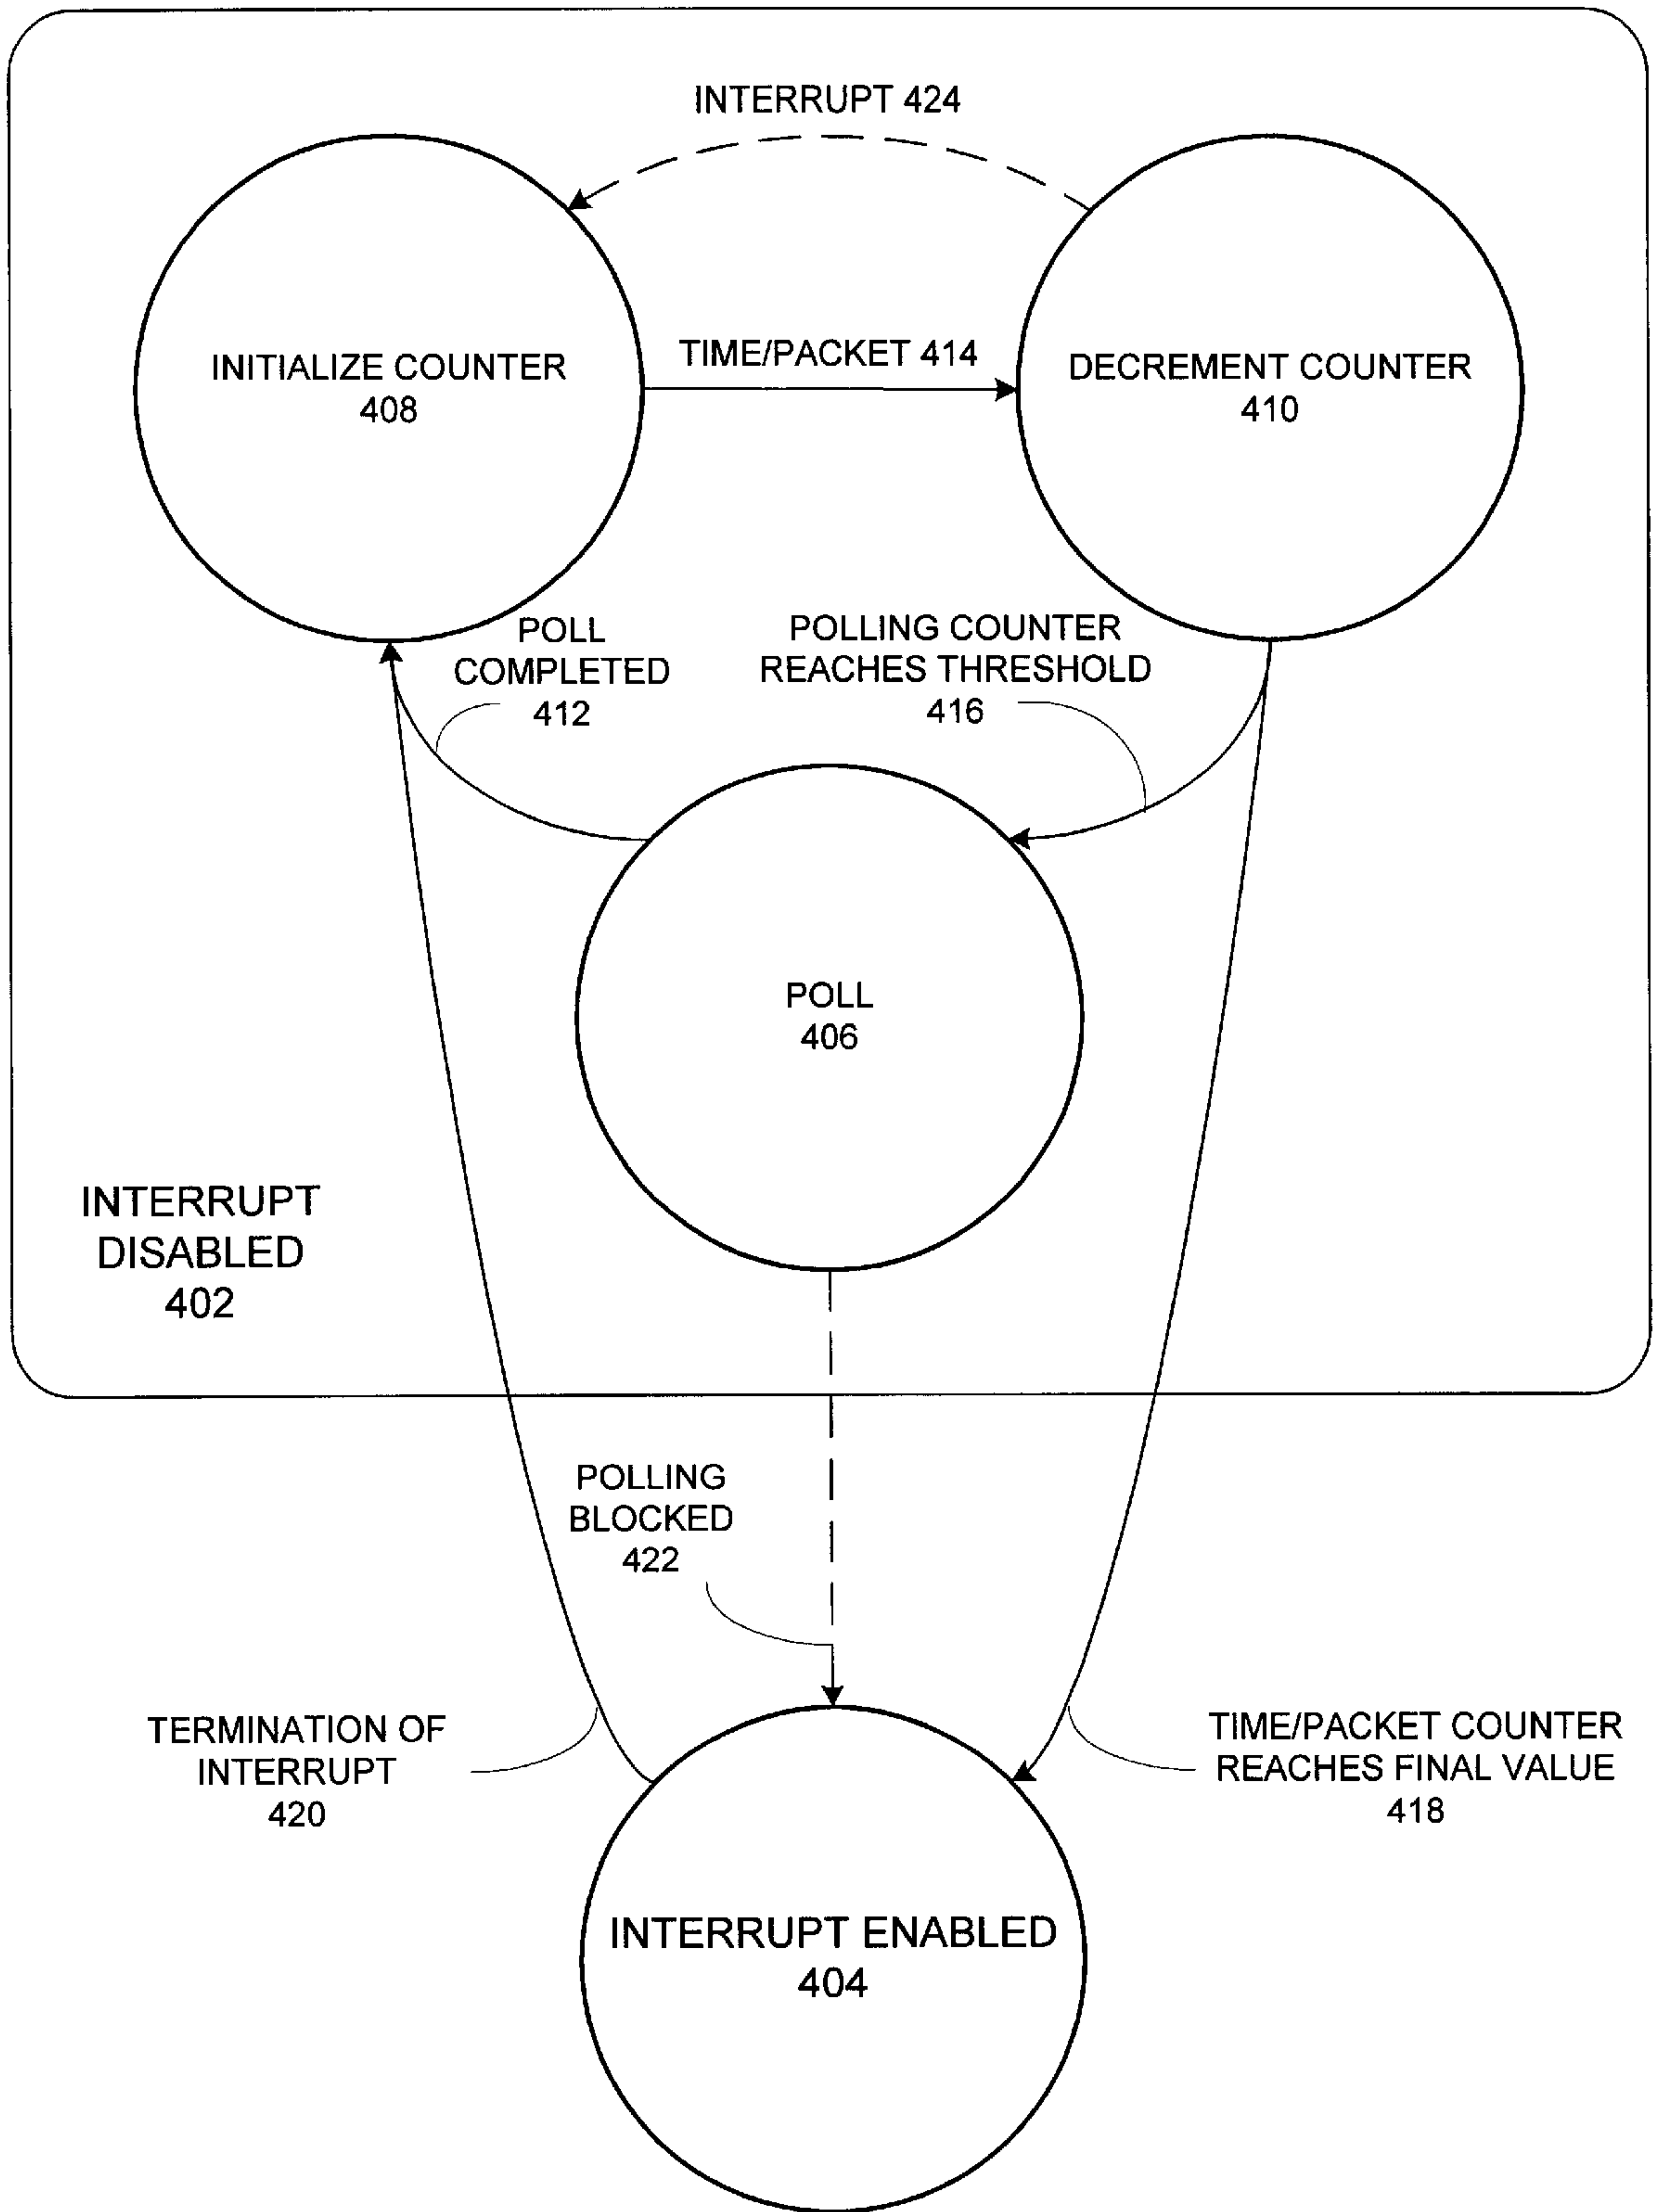 INTERRUPT 424
INITIALIZE COUNTER
408
TIME/PACKET 414
DECREMENT COUNTER
410
POLL
COMPLETED
412
POLLING COUNTER
REACHES THRESHOLD
416
POLL
406
INTERRUPT
DISABLED
402
POLLING
BLOCKED
422
TERMINATION OF
INTERRUPT
420
TIME/PACKET COUNTER
REACHES FINAL VALUE
418
INTERRUPT ENABLED
404